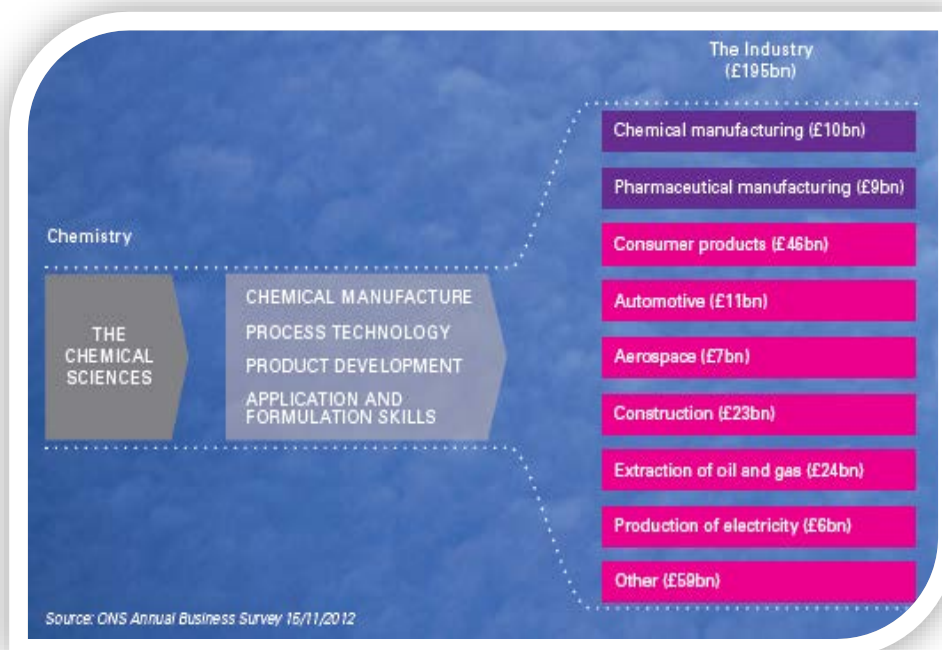 The Industry
(£195bn)
Chemical manufacturing (£10bn)
Pharmaceutical manufacturing (£9bn)
Consumer products (£46bn)
Automotive (£11bn)
Aerospace (£7bn)
Construction (£23bn)
Extraction of oil and gas (£24bn)
Production of electricity (£6bn)
Other (£59bn)
Chemistry
THE
CHEMICAL
SCIENCES
CHEMICAL MANUFACTURE
PROCESS TECHNOLOGY
PRODUCT DEVELOPMENT
APPLICATION AND
FORMULATION SKILLS
Source: ONS Annual Business Survey 15/11/2012